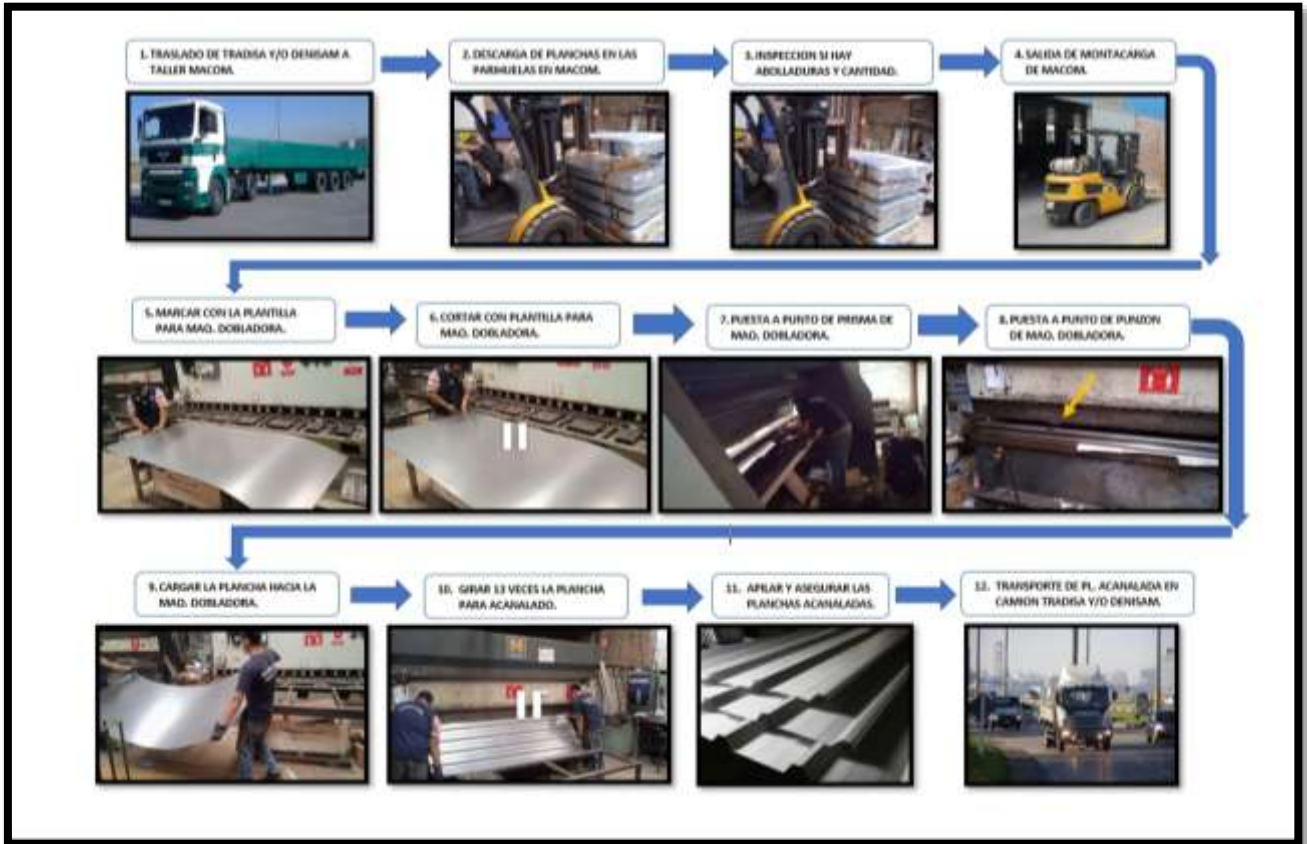 1. TRASLADO DE TRADISA Y/O DENISAM A
TALLER MACOM.
2. DESCARGA DE PLANCHAS EN LAS
PARIHUELAS EN MACOM.
3. INSPECCION SI HAY
ABOLLADURAS Y CANTIDAD.
4. SALIDA DE MONTACARGA
DE MACOM.
5. MARCAR CON LA PLANTILLA
PARA MAQ. DOBLADORA.
6. CORTAR CON PLANTILLA PARA
MAQ. DOBLADORA.
7. PUESTA A PUNTO DE PRISMA DE
MAQ. DOBLADORA.
8. PUESTA A PUNTO DE PUNZON
DE MAQ. DOBLADORA.
9. CARGAR LA PLANCHA HACIA LA
MAQ. DOBLADORA.
10. GIRAR 13 VECES LA PLANCHA
PARA ACANALADO.
11. APILAR Y ASEGURAR LAS
PLANCHAS ACANALADAS.
12. TRANSPORTE DE PL. ACANALADA EN
CAMION TRADISA Y/O DENISAM.